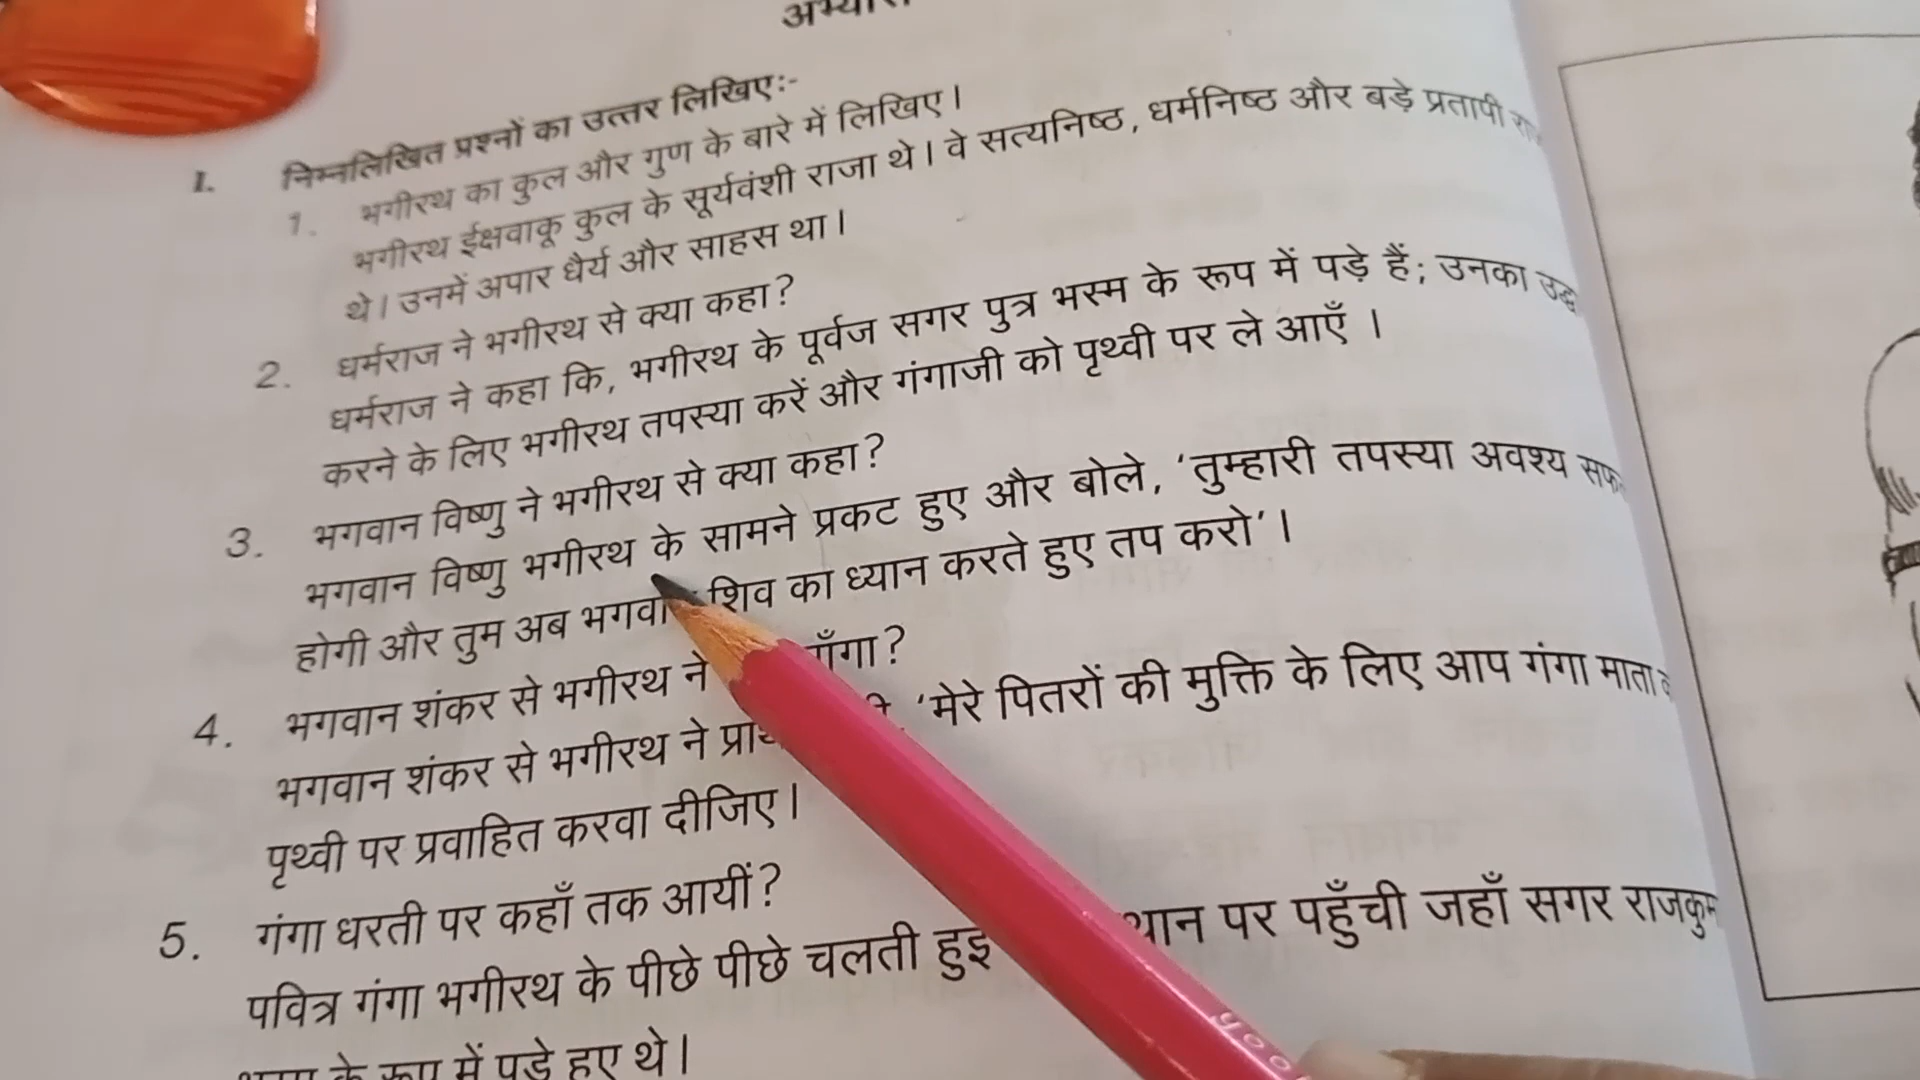 I. निम्नलिखित प्रश्नों का उत्तर लिखिए:-
1. भगीरथ का कुल और गुण के बारे में लिखिए।
भगीरथ ईक्षवाकू कुल के सूर्यवंशी राजा थे। वे सत्यनिष्ठ, धर्मनिष्ठ और बड़े प्रतापी
थे। उनमें अपार धैर्य और साहस था।
2. धर्मराज ने भगीरथ से क्या कहा?
धर्मराज ने कहा कि, भगीरथ के पूर्वज सगर पुत्र भस्म के रूप में पड़े हैं; उनका
करने के लिए भगीरथ तपस्या करें और गंगाजी को पृथ्वी पर ले आएँ ।
3. भगवान विष्णु ने भगीरथ से क्या कहा?
भगवान विष्णु भगीरथ के सामने प्रकट हुए और बोले, ‘तुम्हारी तपस्या अवश्य
होगी और तुम अब शिव का ध्यान करते हुए तप करो’।
4. भगवान शंकर से भगीरथ ने
भगवान शंकर से भगीरथ ने ‘मेरे पितरों की मुक्ति के लिए आप गंगा माता
पृथ्वी पर प्रवाहित करवा दीजिए।
5. गंगा धरती पर कहाँ तक आयीं?
पवित्र गंगा भगीरथ के पीछे पीछे चलती पर पहुँची जहाँ सगर
के रूप में पड़े हुए थे।